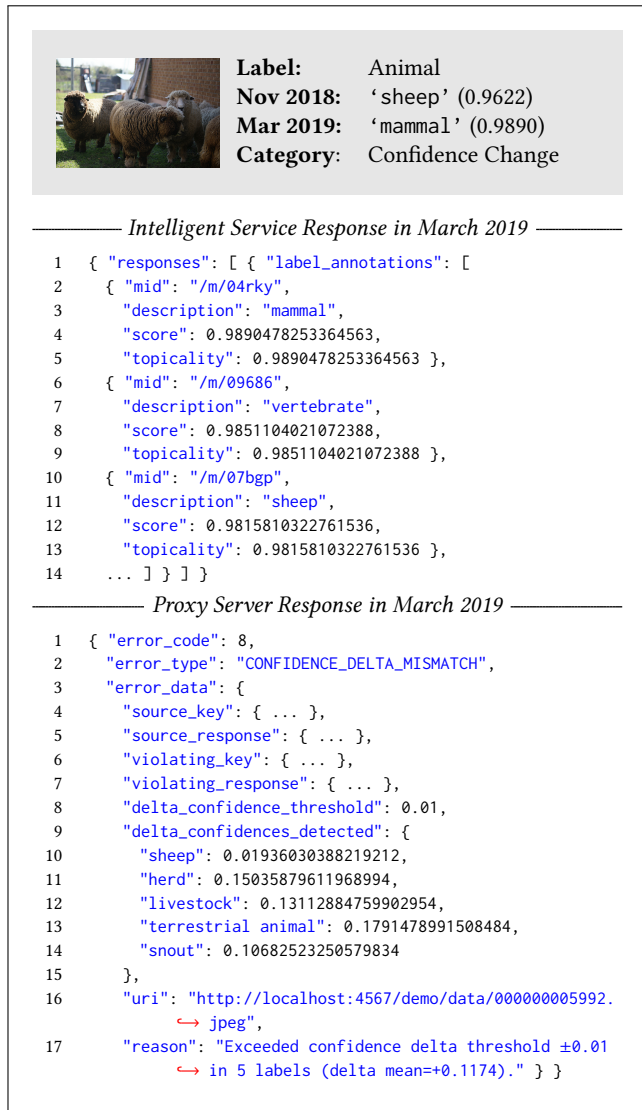 Label: Animal
Nov 2018: ‘sheep’ (0.9622)
Mar 2019: ‘mammal’ (0.9890)
Category: Confidence Change
Intelligent Service Response in March 2019
1 { "responses": [ { "label_annotations": [
2 { "mid": "/m/04rky",
3 "description": "mammal",
4 "score": 0.9890478253364563,
5 "topicality": 0.9890478253364563 },
6 { "mid": "/m/09686",
7 "description": "vertebrate",
8 "score": 0.9851104021072388,
9 "topicality": 0.9851104021072388 },
10 { "mid": "/m/07bgp",
11 "description": "sheep",
12 "score": 0.9815810322761536,
13 "topicality": 0.9815810322761536 },
14 ... ] } ] }
Proxy Server Response in March 2019
1 { "error_code": 8,
2 "error_type": "CONFIDENCE_DELTA_MISMATCH",
3 "error_data": {
4 "source_key": { ... },
5 "source_response": { ... },
6 "violating_key": { ... },
7 "violating_response": { ... },
8 "delta_confidence_threshold": 0.01,
9 "delta_confidences_detected": {
10 "sheep": 0.01936030388219212,
11 "herd": 0.15035879611968994,
12 "livestock": 0.13112884759902954,
13 "terrestrial animal": 0.1791478991508484,
14 "snout": 0.10682523250579834
15 },
16 "uri": "http://localhost:4567/demo/data/000000005992.
↪ jpeg",
17 "reason": "Exceeded confidence delta threshold ±0.01
↪ in 5 labels (delta mean=+0.1174)." } }